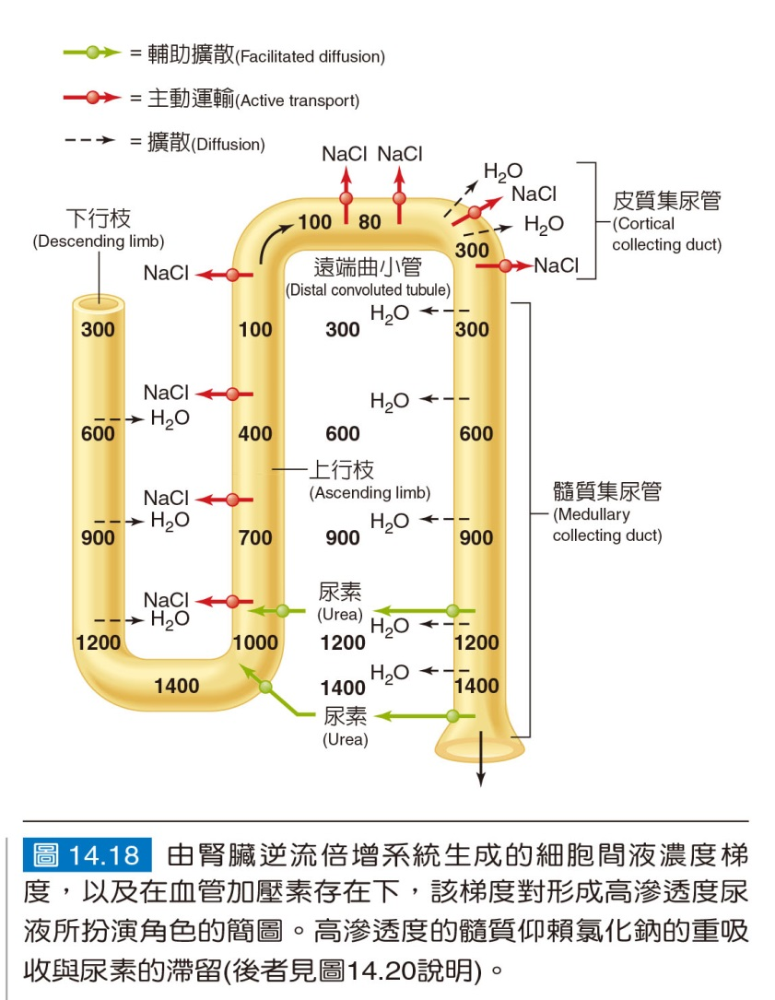 = 輔助擴散(Facilitated diffusion)
= 主動運輸(Active transport)
= 擴散(Diffusion)
NaCl NaCl
H₂O
NaCl
H₂O
皮質集尿管
(Cortical
collecting duct)
下行枝
(Descending limb)
100 80
300
NaCl
NaCl
遠端曲小管
(Distal convoluted tubule)
H₂O
300 100 300 300
NaCl
H₂O
H₂O
600 400 600 600
上行枝
(Ascending limb)
髓質集尿管
(Medullary
collecting duct)
NaCl
H₂O
H₂O
900 700 900 900
尿素
(Urea)
NaCl
H₂O
H₂O
1200 1000 1200 1200
H₂O
1400 1400 1400
尿素
(Urea)
圖 14.18 由腎臟逆流倍增系統生成的細胞間液濃度梯
度，以及在血管加壓素存在下，該梯度對形成高滲透度尿
液所扮演角色的簡圖。高滲透度的髓質仰賴氯化鈉的重吸
收與尿素的滯留(後者見圖14.20說明)。